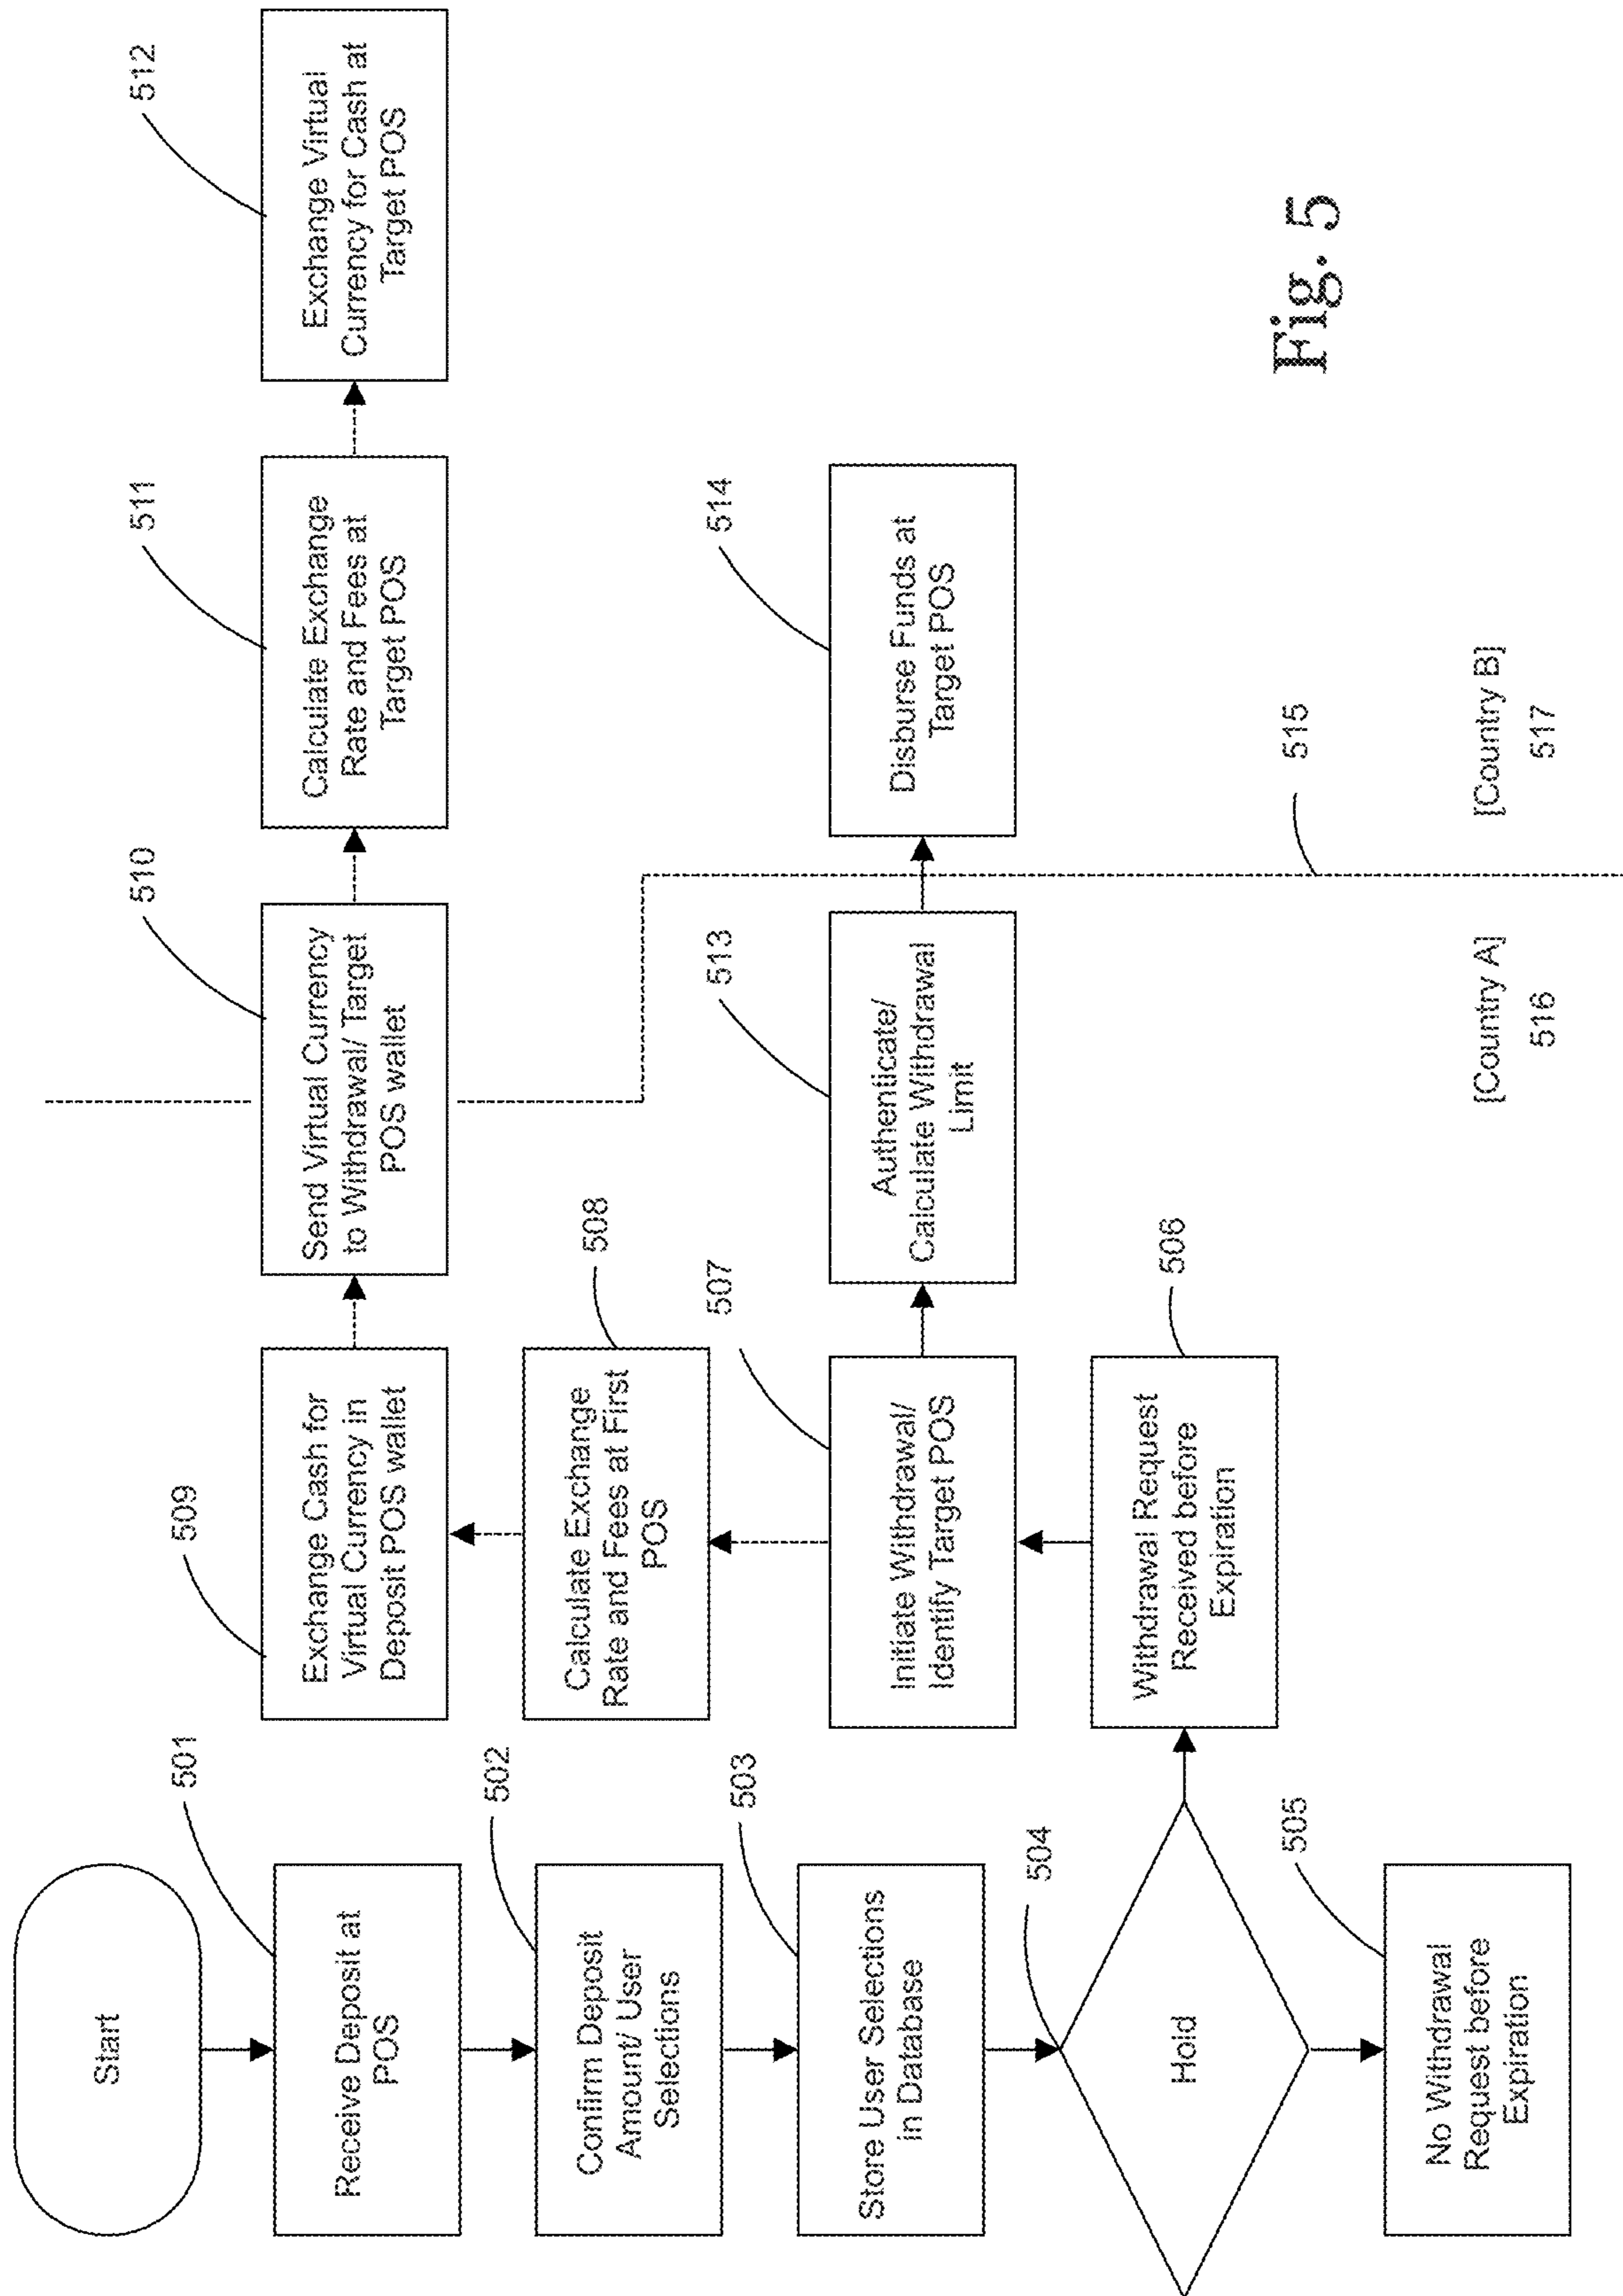 Start
501
Receive Deposit at
POS
502
Confirm Deposit
Amount/ User
Selections
503
Store User Selections
in Database
504
Hold
505
No Withdrawal
Request before
Expiration
506
Withdrawal Request
Received before
Expiration
507
Initiate Withdrawal/
Identify Target POS
508
Calculate Exchange
Rate and Fees at First
POS
509
Exchange Cash for
Virtual Currency in
Deposit POS wallet
510
Send Virtual Currency
to Withdrawal/ Target
POS wallet
511
Calculate Exchange
Rate and Fees at
Target POS
512
Exchange Virtual
Currency for Cash at
Target POS
513
Authenticate/
Calculate Withdrawal
Limit
514
Disburse Funds at
Target POS
515
[Country A]
516
[Country B]
517
Fig. 5